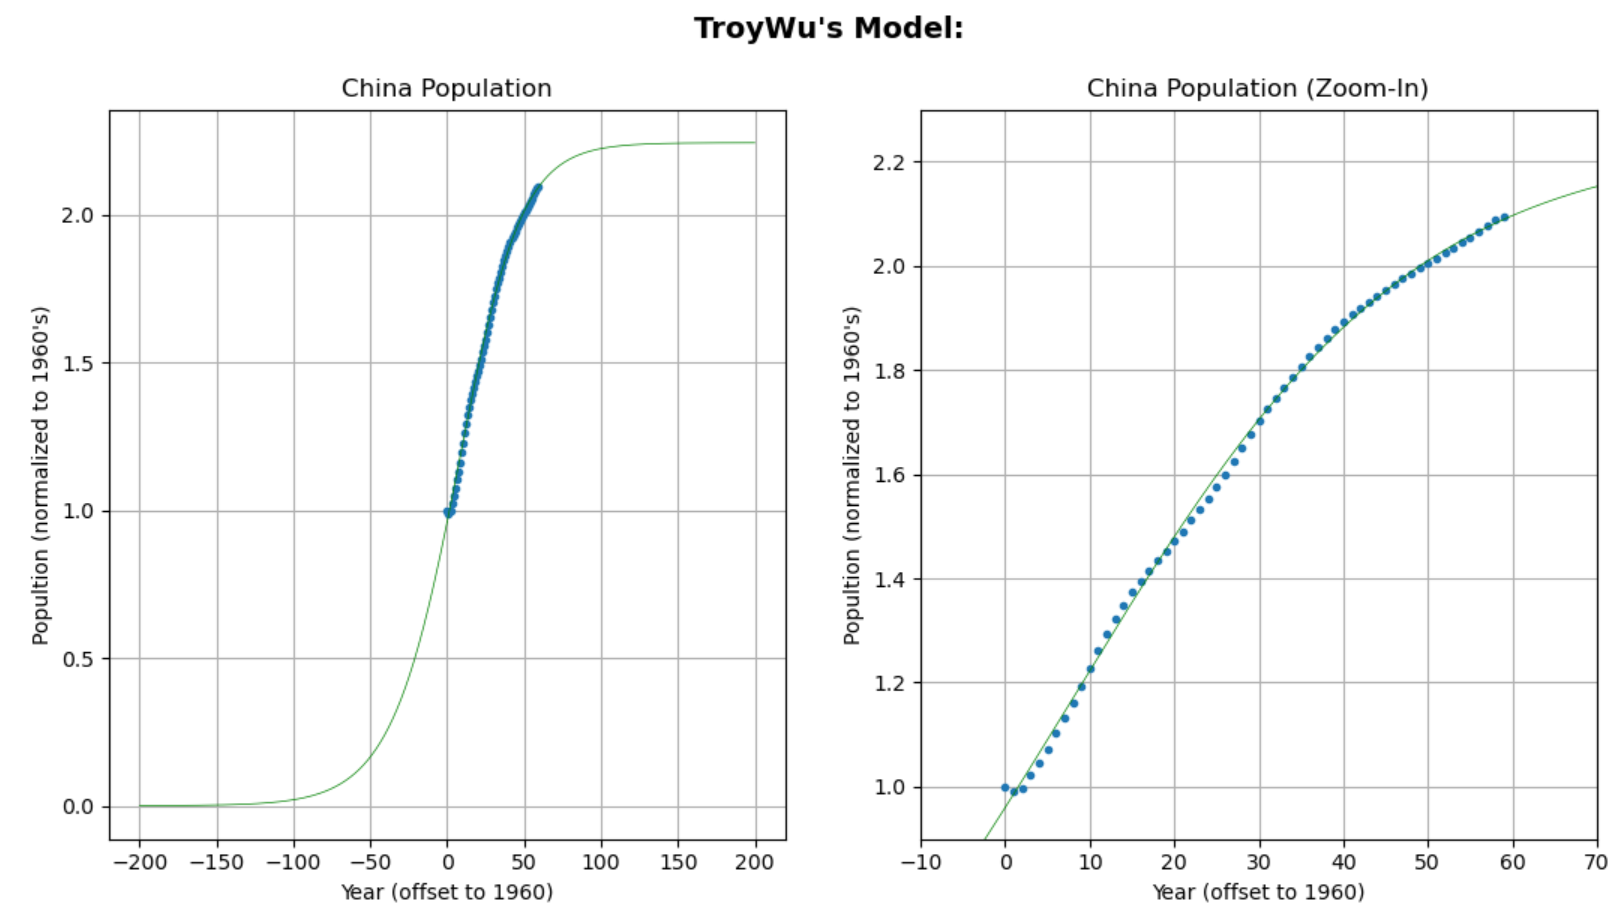 TroyWu's Model:
China Population
Popultion (normalized to 1960's)
2.0
1.5
1.0
0.5
0.0
−200 −150 −100 −50 0 50 100 150 200
Year (offset to 1960)
China Population (Zoom-In)
Popultion (normalized to 1960's)
2.2
2.0
1.8
1.6
1.4
1.2
1.0
−10 0 10 20 30 40 50 60 70
Year (offset to 1960)